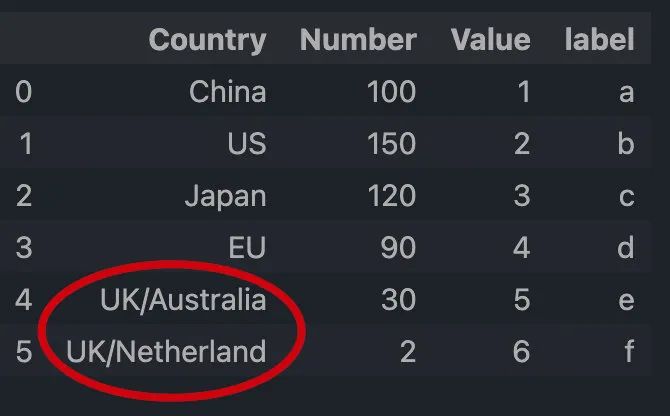 Country Number Value label
0 China 100 1 a
1 US 150 2 b
2 Japan 120 3 c
3 EU 90 4 d
4 UK/Australia 30 5 e
5 UK/Netherland 2 6 f